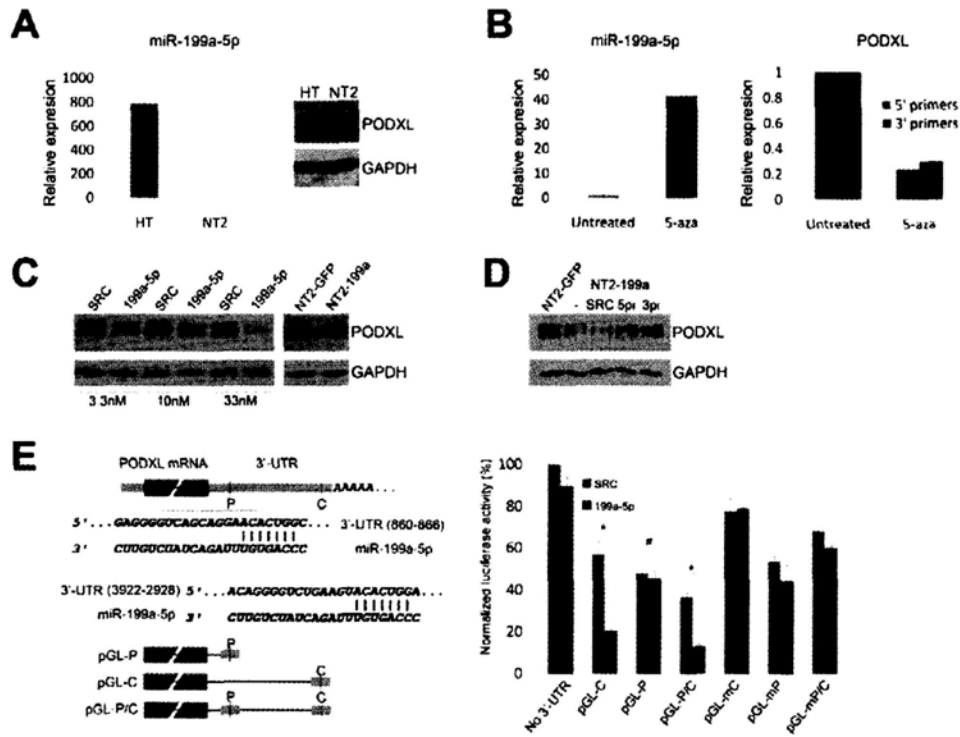 A
miR-199a-5p
Relative expresion
1000
800
600
400
200
0
HT
NT2
HT NT2
PODXL
GAPDH
B
miR-199a-5p
Relative expression
50
40
30
20
10
0
Untreated
5-aza
PODXL
Relative expression
1
0.8
0.6
0.4
0.2
0
5' primers
3' primers
Untreated
5-aza
C
SRC
199a-5p
SRC
199a-5p
SRC
199a-5p
NT2-GFP
NT2-199a
PODXL
GAPDH
3 3nM
10nM
33nM
D
NT2-GFP
NT2-199a
- SRC 5pi 3pi
PODXL
GAPDH
E
PODXL mRNA
3'-UTR
AAAAA...
P
C
5'...GAGGGGUCAGCAGGAACACUGGC...
3'-UTR (860-866)
3' CUUGUCUAUCAGAUUUGUGACCC
miR-199a-5p
3'-UTR (3922-2928) 5'...ACAGGGGUCUGAAGUACACUGGA...
miR-199a-5p 3' CUUGUCUAUCAGAUUUGUGACCC
P
pGL-P
C
pGL-C
P
C
pGL-P/C
Normalized luciferase activity [%]
100
80
60
40
20
0
SRC
199a-5p
*
#
*
No 3'-UTR
pGL-C
pGL-P
pGL-P/C
pGL-mC
pGL-mP
pGL-mP/C